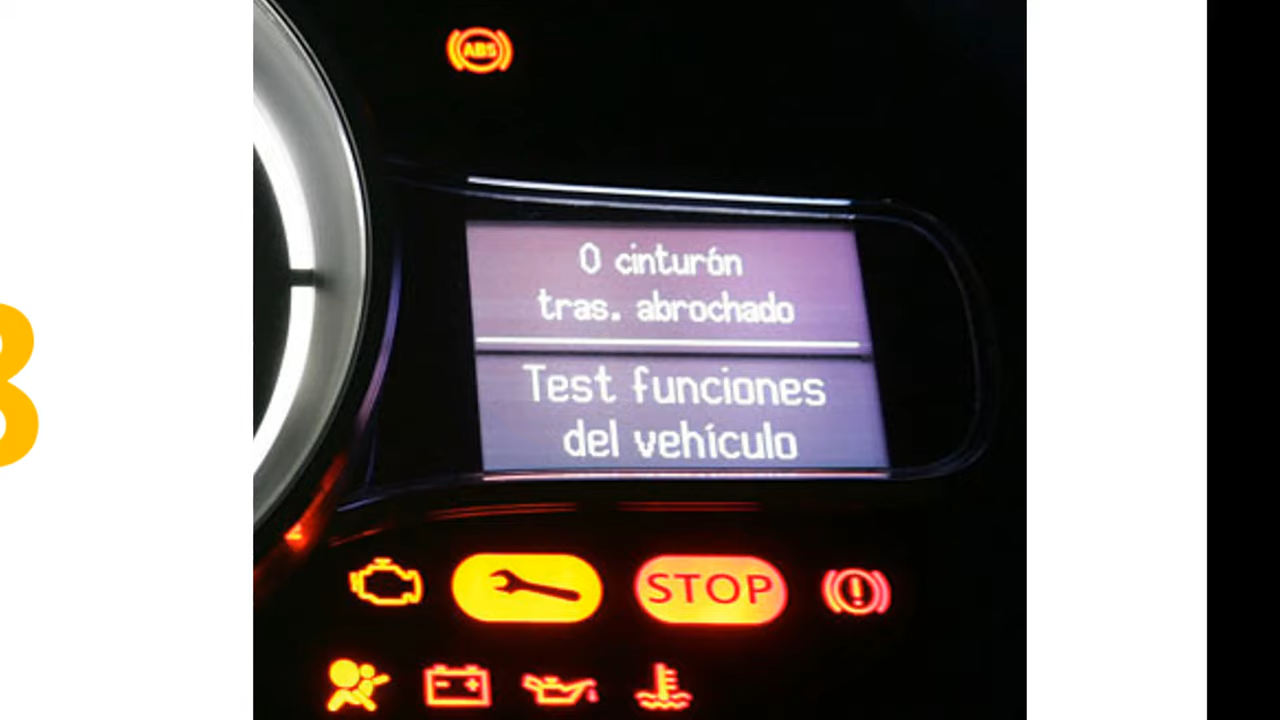 ABS
0 cinturón
tras. abrochado
Test funciones
del vehículo
STOP